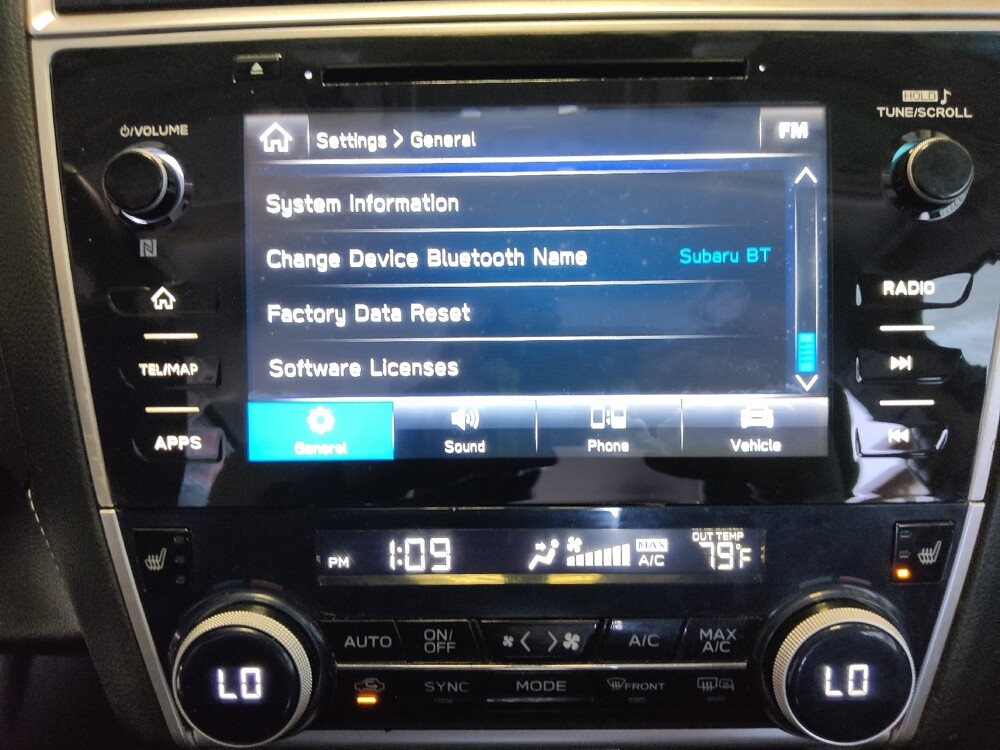 HOLD
⏻/VOLUME
TUNE/SCROLL
Settings > General
FM
System Information
Change Device Bluetooth Name
Subaru BT
Factory Data Reset
Software Licenses
General
Sound
Phone
Vehicle
TEL/MAP
APPS
RADIO
PM 1:09
MAX
A/C
OUT TEMP
79°F
AUTO
ON/
OFF
A/C
MAX
A/C
LO
SYNC
MODE
FRONT
LO